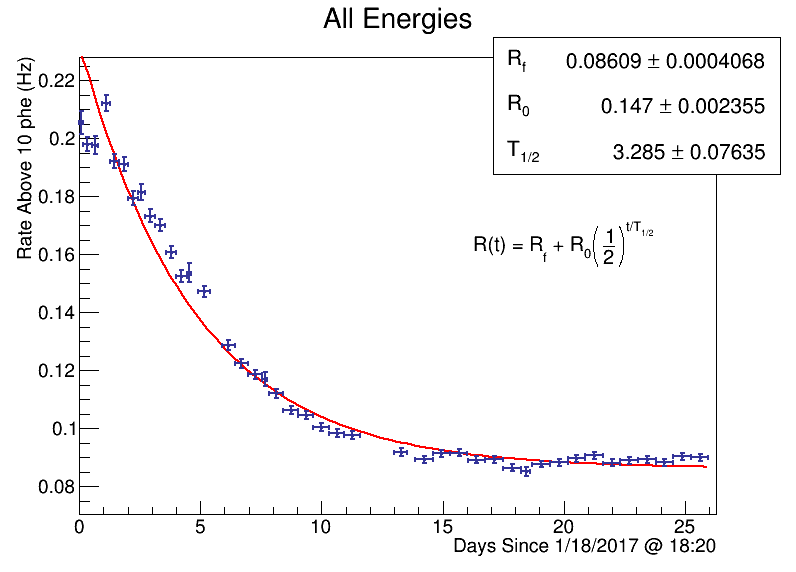 All Energies
R_f 0.08609 ± 0.0004068
R_0 0.147 ± 0.002355
T_1/2 3.285 ± 0.07635
R(t) = R_f + R_0(1/2)^t/T_1/2
Rate Above 10 phe (Hz)
0.22
0.2
0.18
0.16
0.14
0.12
0.1
0.08
0 5 10 15 20 25
Days Since 1/18/2017 @ 18:20